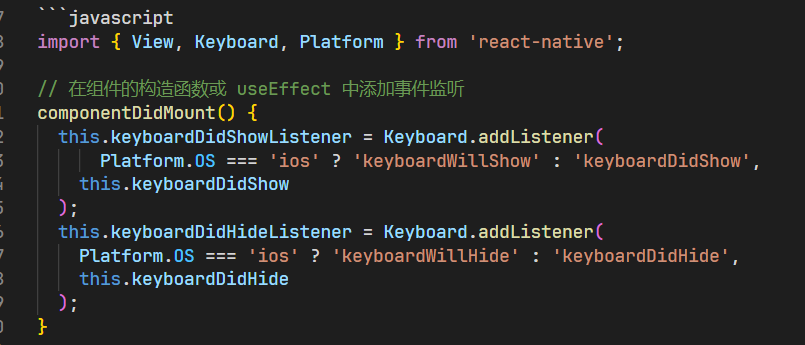 7 ```javascript
8 import { View, Keyboard, Platform } from 'react-native';
9
0 // 在组件的构造函数或 useEffect 中添加事件监听
1 componentDidMount() {
2   this.keyboardDidShowListener = Keyboard.addListener(
3       Platform.OS === 'ios' ? 'keyboardWillShow' : 'keyboardDidShow',
4     this.keyboardDidShow
5   );
6   this.keyboardDidHideListener = Keyboard.addListener(
7     Platform.OS === 'ios' ? 'keyboardWillHide' : 'keyboardDidHide',
8     this.keyboardDidHide
9   );
0 }